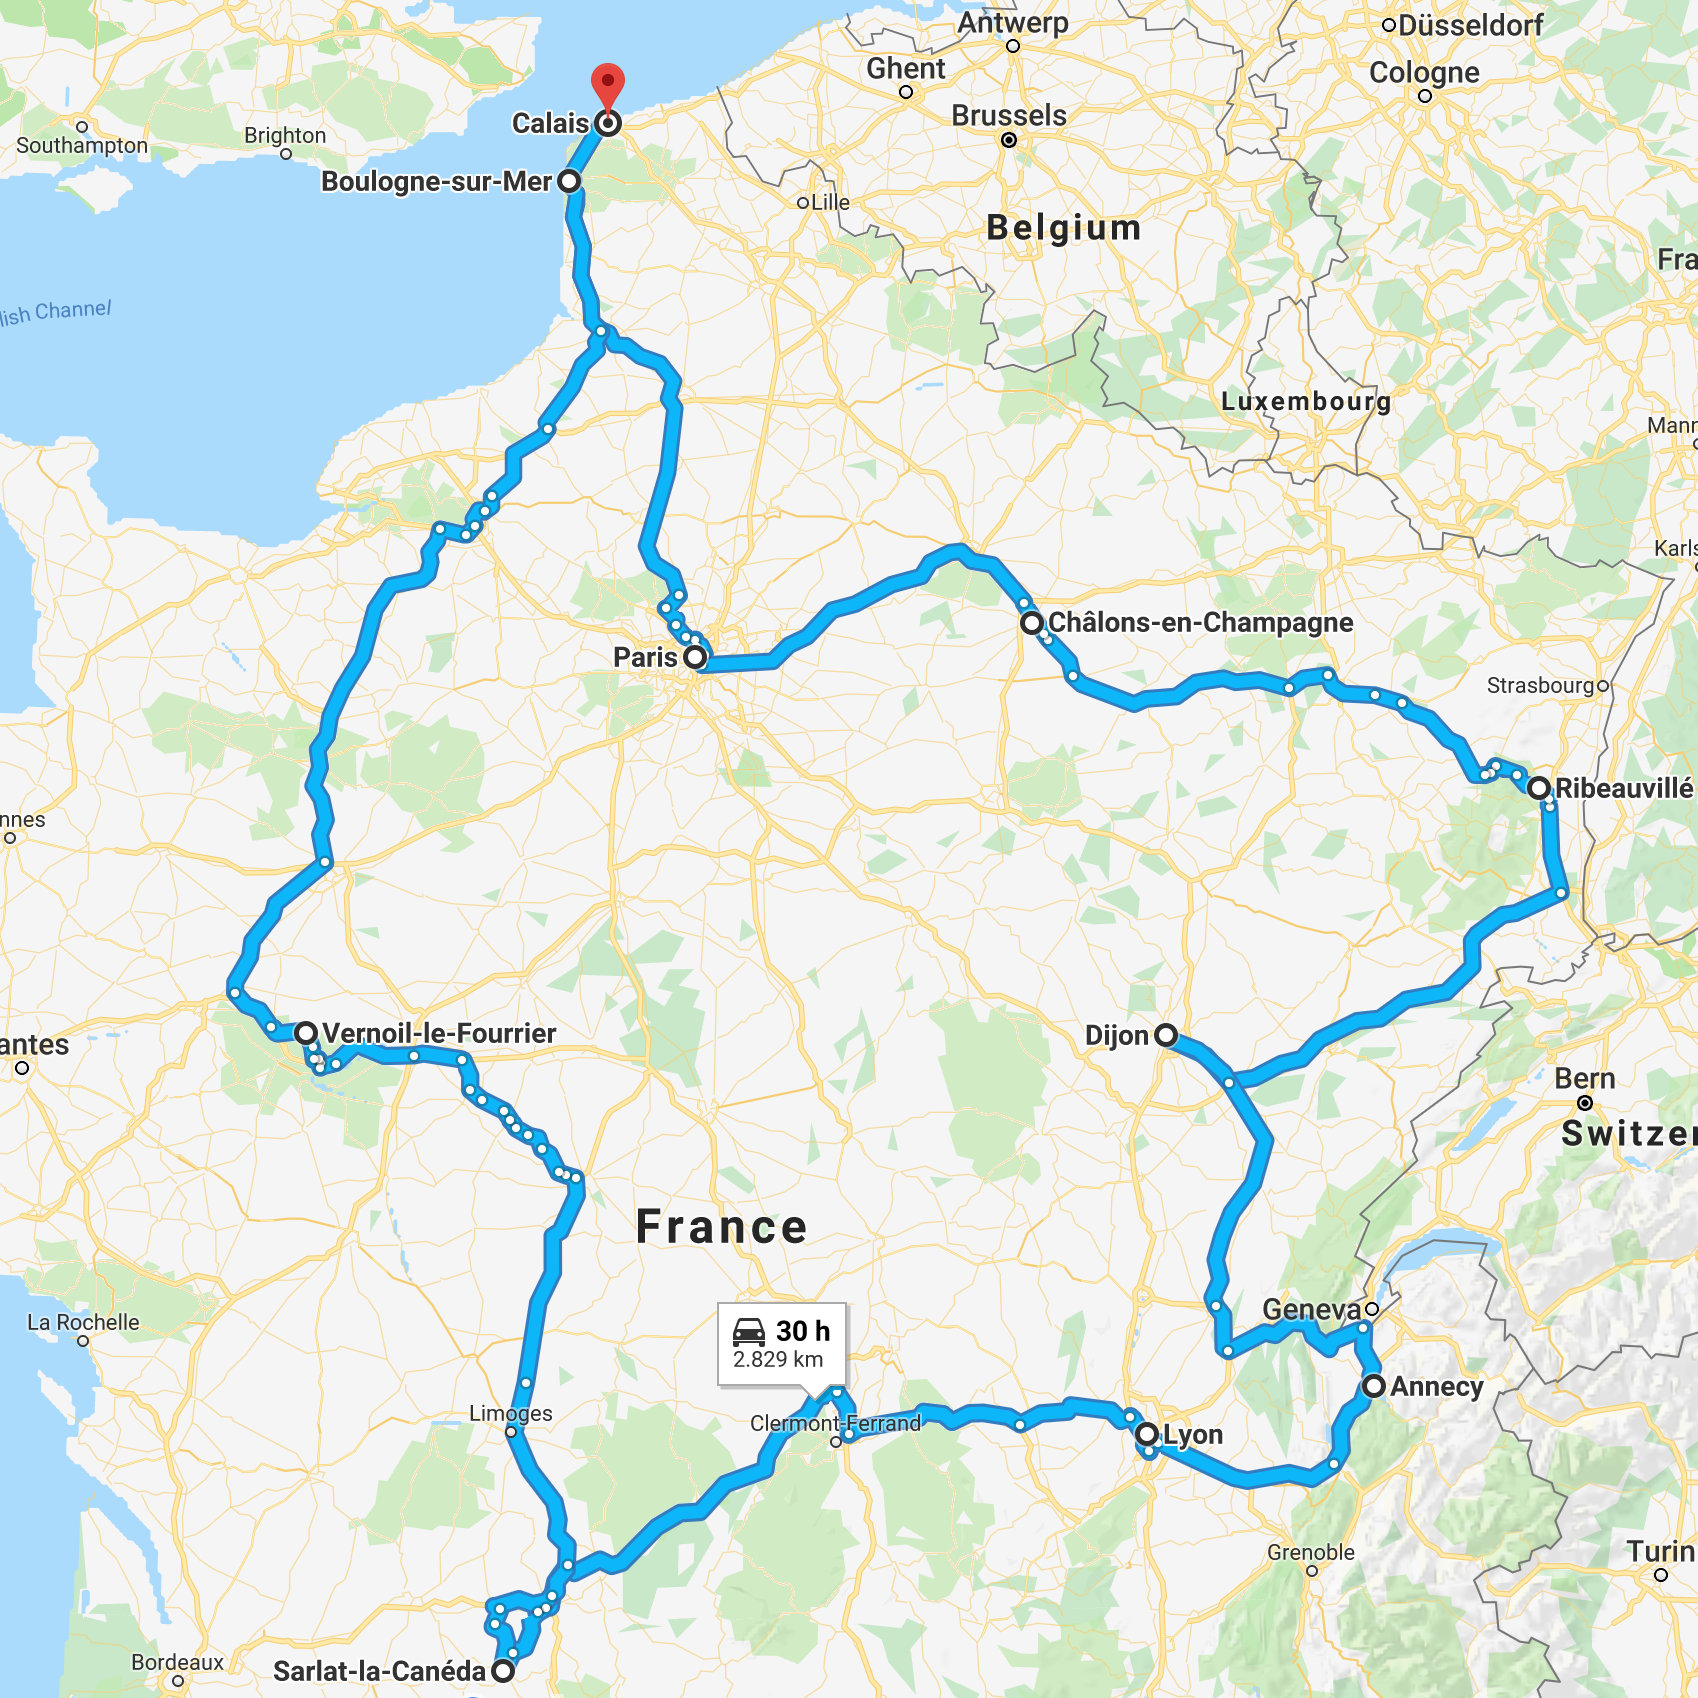 Antwerp
Düsseldorf
Ghent
Cologne
Brussels
Southampton
Brighton
Calais
Boulogne-sur-Mer
Lille
Belgium
Fra
lish Channel
Luxembourg
Mann
Karls
Châlons-en-Champagne
Paris
Strasbourg
Ribeauvillé
nnes
Vernoil-le-Fourrier
Dijon
antes
Bern
Switzer
France
Geneva
La Rochelle
30 h
2.829 km
Annecy
Limoges
Clermont-Ferrand
Lyon
Grenoble
Turin
Bordeaux
Sarlat-la-Canéda